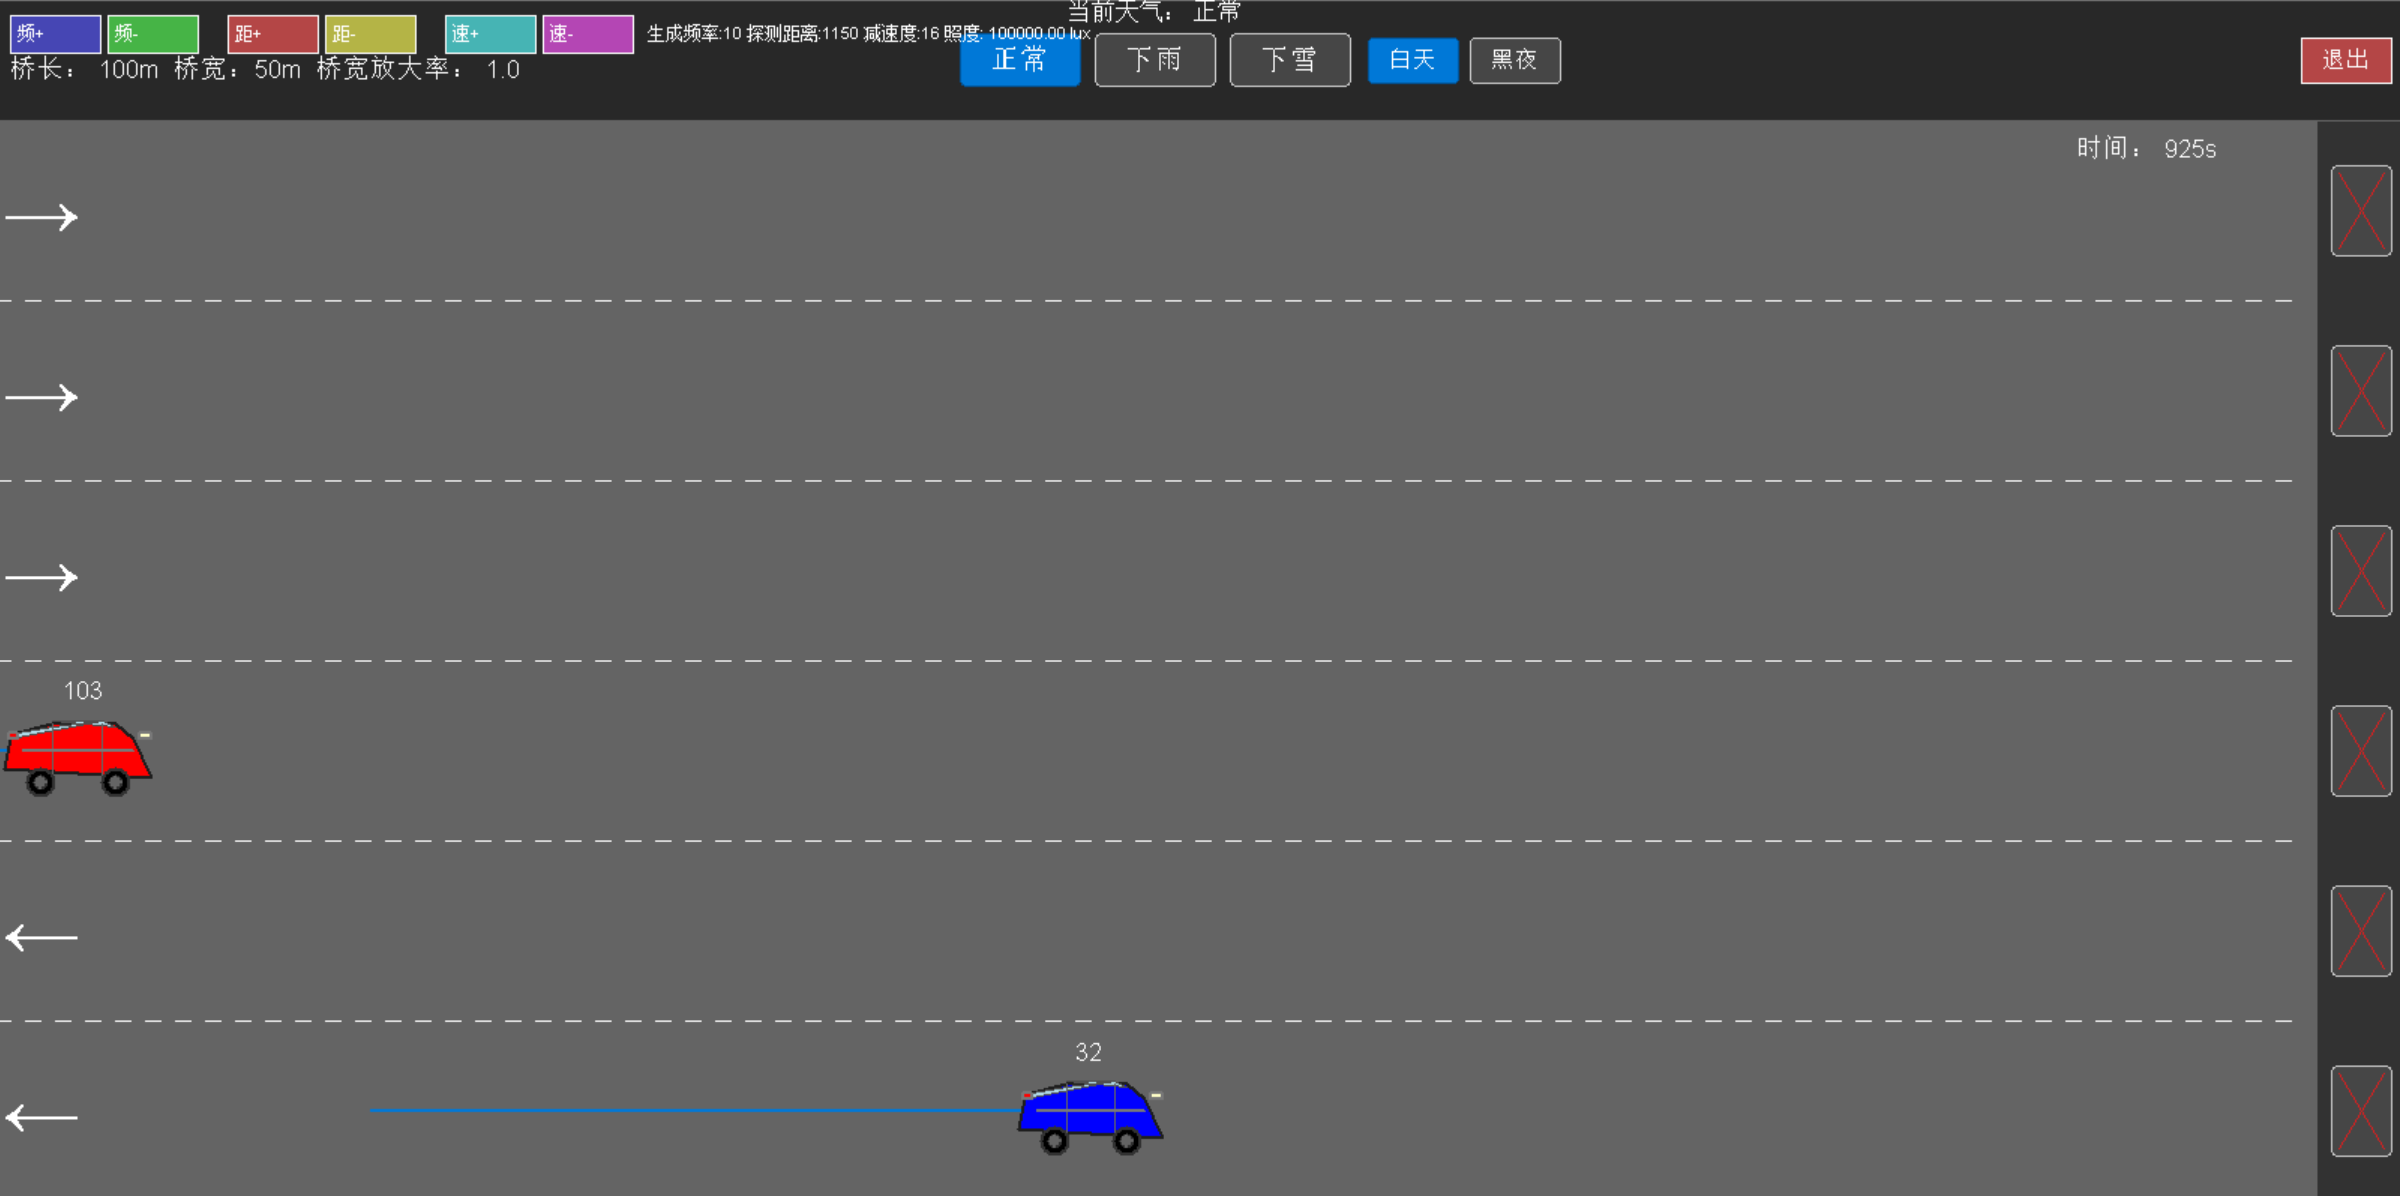 当前天气： 正常
频+ 频- 距+ 距- 速+ 速- 生成频率:10 探测距离:1150 减速度:16 照度: 100000.00 lux
桥长： 100m 桥宽：50m 桥宽放大率： 1.0
正常 下雨 下雪 白天 黑夜 退出
时间： 925s
103
32